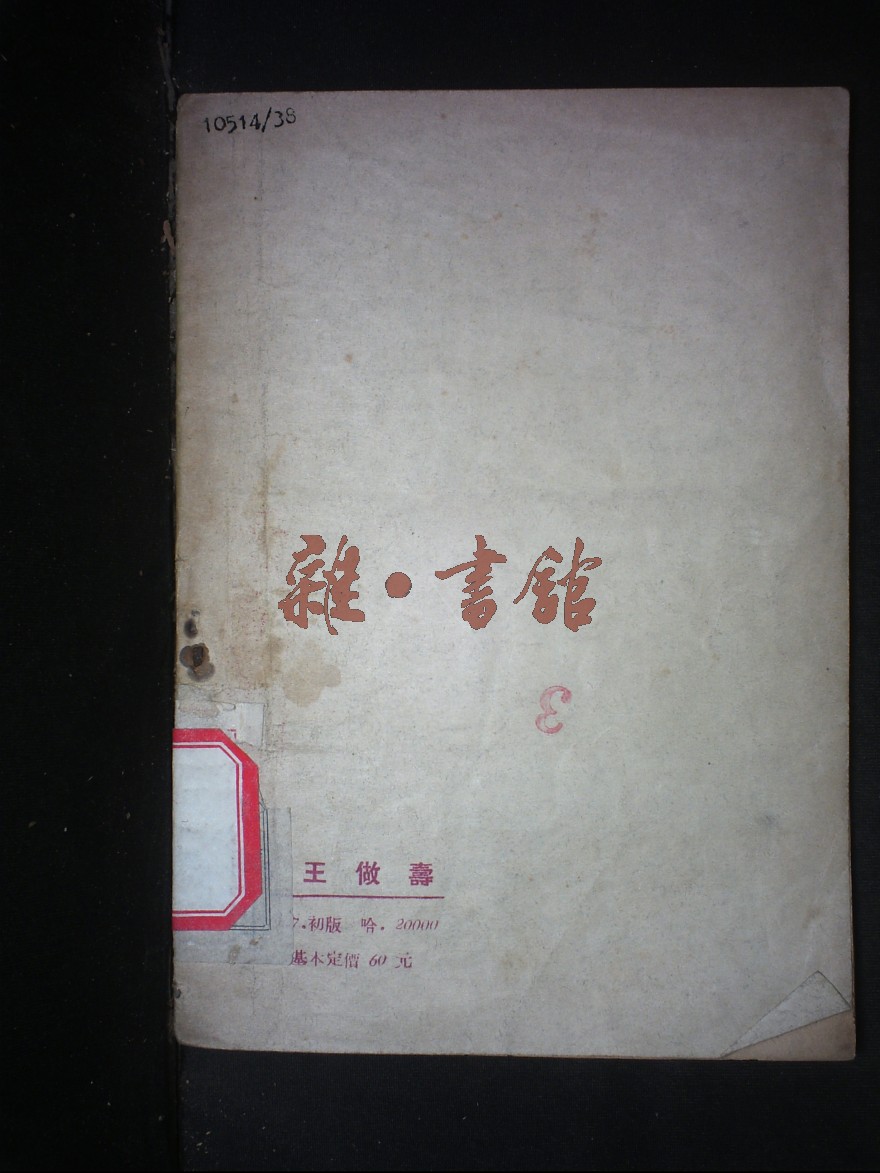 10514/38
雜·書館
3
王做壽
7.初版 哈. 20000
基本定價 60 元